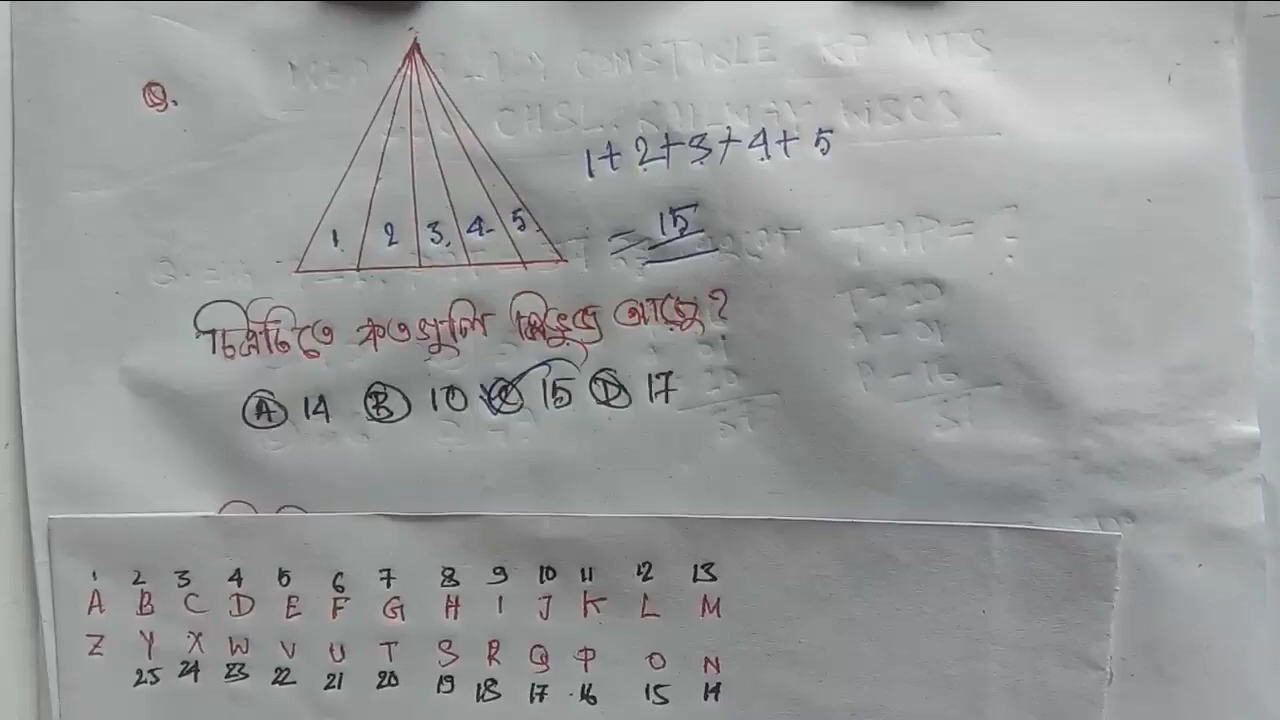 Q.
1 2 3. 4. 5.
1+2+3+4+5
= 15
চিত্রটিতে কতগুলি ত্রিভুজ আছে?
A 14 B 10 C 15 D 17
1 2 3 4 5 6 7 8 9 10 11 12 13
A B C D E F G H I J K L M
Z Y X W V U T S R Q P O N
25 24 23 22 21 20 19 18 17 16 15 14